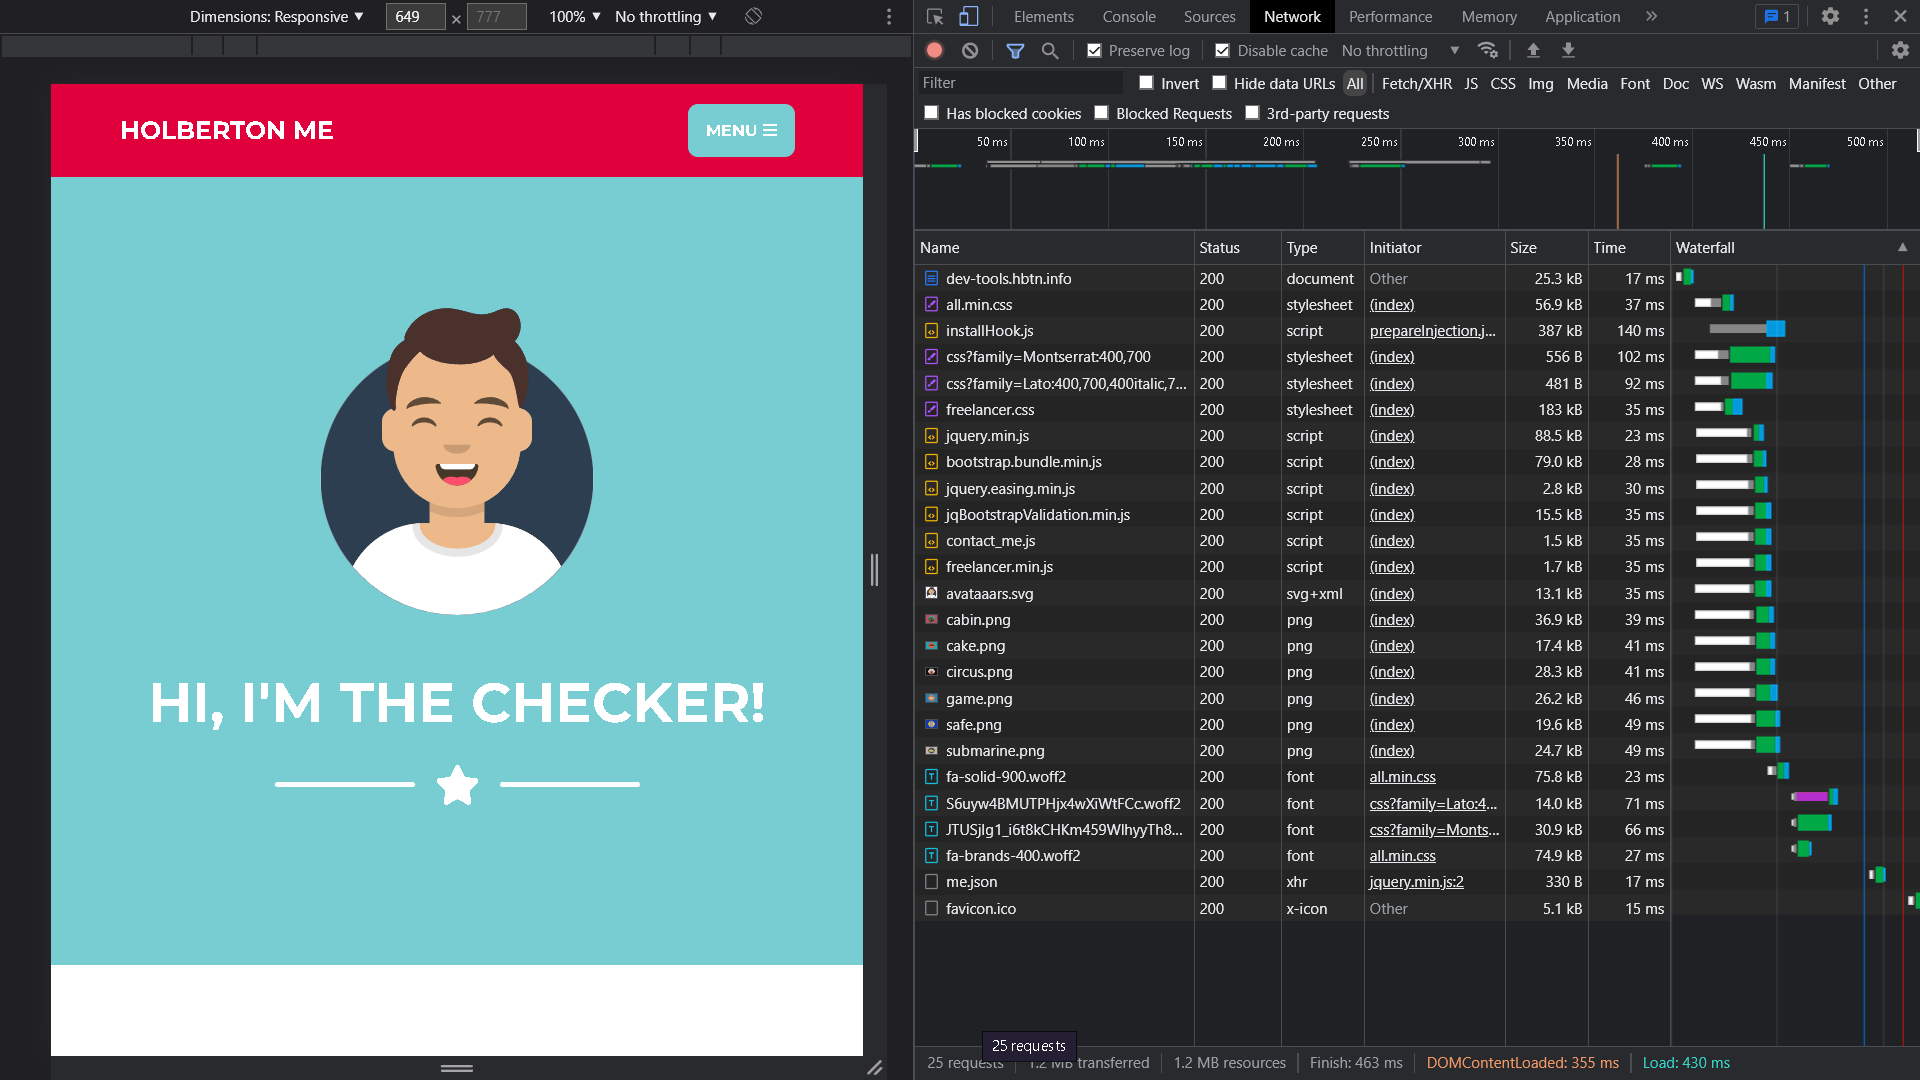 Dimensions: Responsive ▼ 649 × 777 100% ▼ No throttling ▼
HOLBERTON ME
MENU
HI, I'M THE CHECKER!
Elements Console Sources Network Performance Memory Application » 1
Preserve log Disable cache No throttling ▼
Filter Invert Hide data URLs All Fetch/XHR JS CSS Img Media Font Doc WS Wasm Manifest Other
Has blocked cookies Blocked Requests 3rd-party requests
50 ms 100 ms 150 ms 200 ms 250 ms 300 ms 350 ms 400 ms 450 ms 500 ms
Name Status Type Initiator Size Time Waterfall
dev-tools.hbtn.info 200 document Other 25.3 kB 17 ms
all.min.css 200 stylesheet (index) 56.9 kB 37 ms
installHook.js 200 script prepareInjection.j... 387 kB 140 ms
css?family=Montserrat:400,700 200 stylesheet (index) 556 B 102 ms
css?family=Lato:400,700,400italic,7... 200 stylesheet (index) 481 B 92 ms
freelancer.css 200 stylesheet (index) 183 kB 35 ms
jquery.min.js 200 script (index) 88.5 kB 23 ms
bootstrap.bundle.min.js 200 script (index) 79.0 kB 28 ms
jquery.easing.min.js 200 script (index) 2.8 kB 30 ms
jqBootstrapValidation.min.js 200 script (index) 15.5 kB 35 ms
contact_me.js 200 script (index) 1.5 kB 35 ms
freelancer.min.js 200 script (index) 1.7 kB 35 ms
avataaars.svg 200 svg+xml (index) 13.1 kB 35 ms
cabin.png 200 png (index) 36.9 kB 39 ms
cake.png 200 png (index) 17.4 kB 41 ms
circus.png 200 png (index) 28.3 kB 41 ms
game.png 200 png (index) 26.2 kB 46 ms
safe.png 200 png (index) 19.6 kB 49 ms
submarine.png 200 png (index) 24.7 kB 49 ms
fa-solid-900.woff2 200 font all.min.css 75.8 kB 23 ms
S6uyw4BMUTPHjx4wXiWtFCc.woff2 200 font css?family=Lato:4... 14.0 kB 71 ms
JTUSjIg1_i6t8kCHKm459WlhyyTh8... 200 font css?family=Monts... 30.9 kB 66 ms
fa-brands-400.woff2 200 font all.min.css 74.9 kB 27 ms
me.json 200 xhr jquery.min.js:2 330 B 17 ms
favicon.ico 200 x-icon Other 5.1 kB 15 ms
25 requests
25 requests 1.2 MB transferred 1.2 MB resources Finish: 463 ms DOMContentLoaded: 355 ms Load: 430 ms